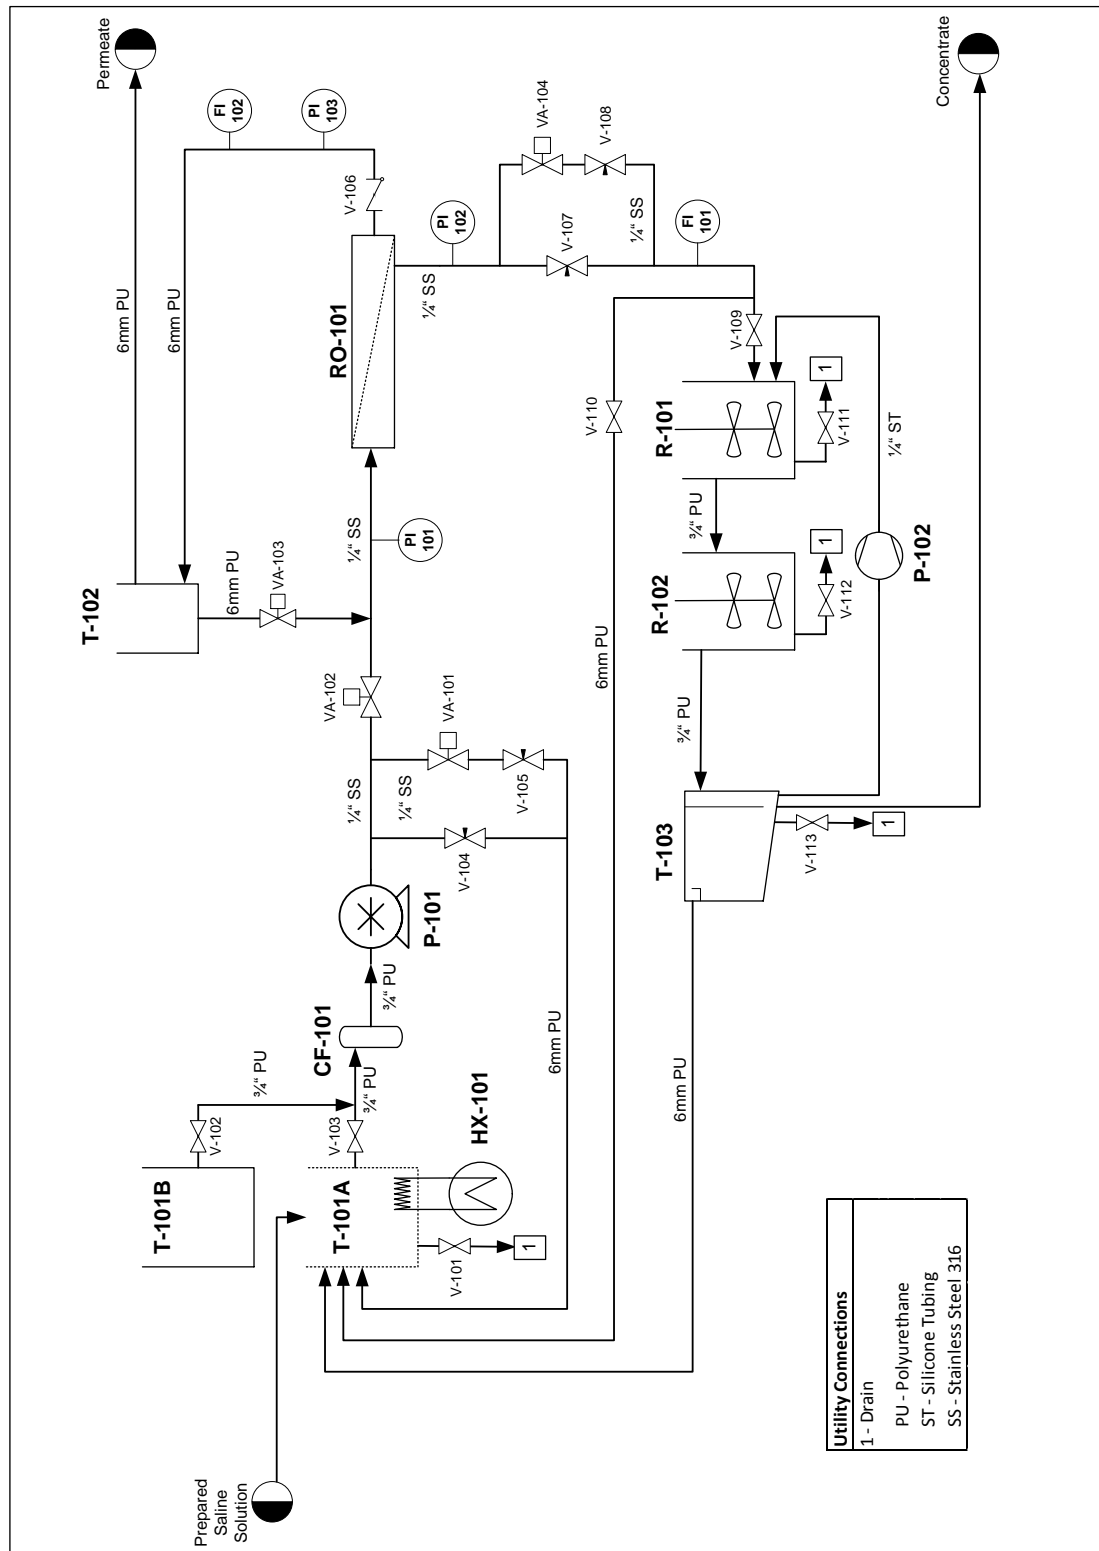 Permeate
Concentrate
6mm PU
6mm PU
FI
102
PI
103
V-106
RO-101
¼“ SS
PI
102
VA-104
V-108
V-107
¼“ SS
FI
101
V-109
V-110
T-102
6mm PU
VA-103
¼“ SS
PI
101
VA-102
VA-101
¼“ SS
¼“ SS
V-105
V-104
P-101
¾“ PU
CF-101
¾“ PU
¾“ PU
V-102
V-103
T-101B
T-101A
HX-101
V-101
1
6mm PU
6mm PU
6mm PU
R-101
1
V-111
¾“ PU
R-102
1
V-112
¼“ ST
P-102
¾“ PU
T-103
V-113
1
Prepared
Saline
Solution
Utility Connections
1 - Drain
PU - Polyurethane
ST - Silicone Tubing
SS - Stainless Steel 316